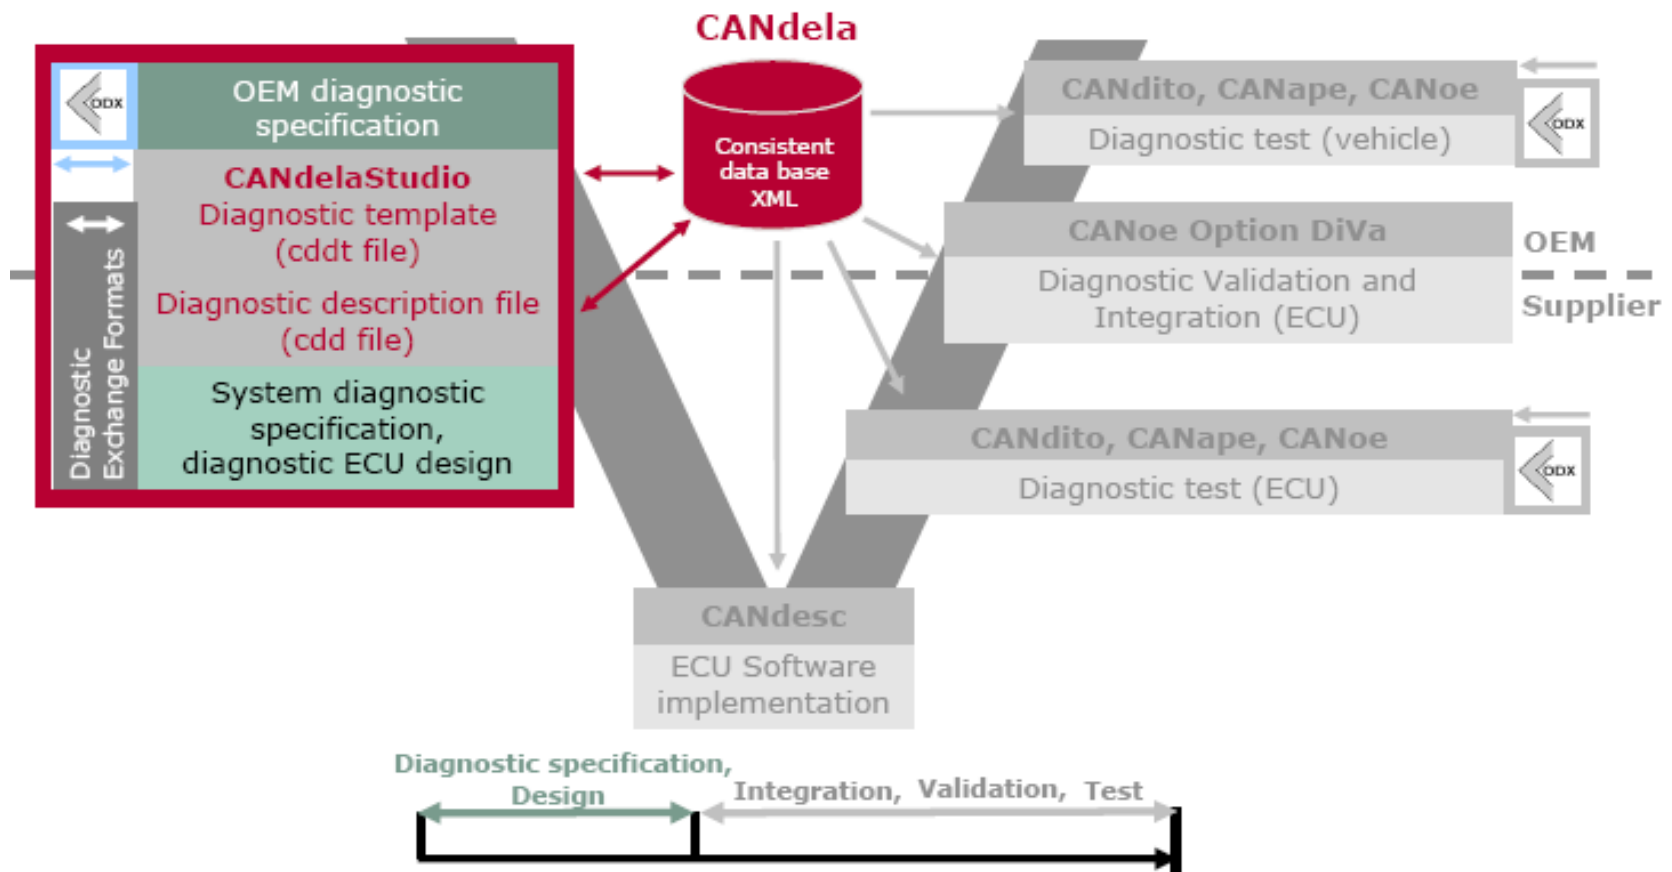 CANdela
ODX
OEM diagnostic
specification
CANdelaStudio
Diagnostic template
(cddt file)
Diagnostic description file
(cdd file)
System diagnostic
specification,
diagnostic ECU design
Diagnostic
Exchange Formats
Consistent
data base
XML
CANdito, CANape, CANoe
Diagnostic test (vehicle)
ODX
CANoe Option DiVa
Diagnostic Validation and
Integration (ECU)
OEM
Supplier
CANdito, CANape, CANoe
Diagnostic test (ECU)
ODX
CANdesc
ECU Software
implementation
Diagnostic specification,
Design
Integration, Validation, Test